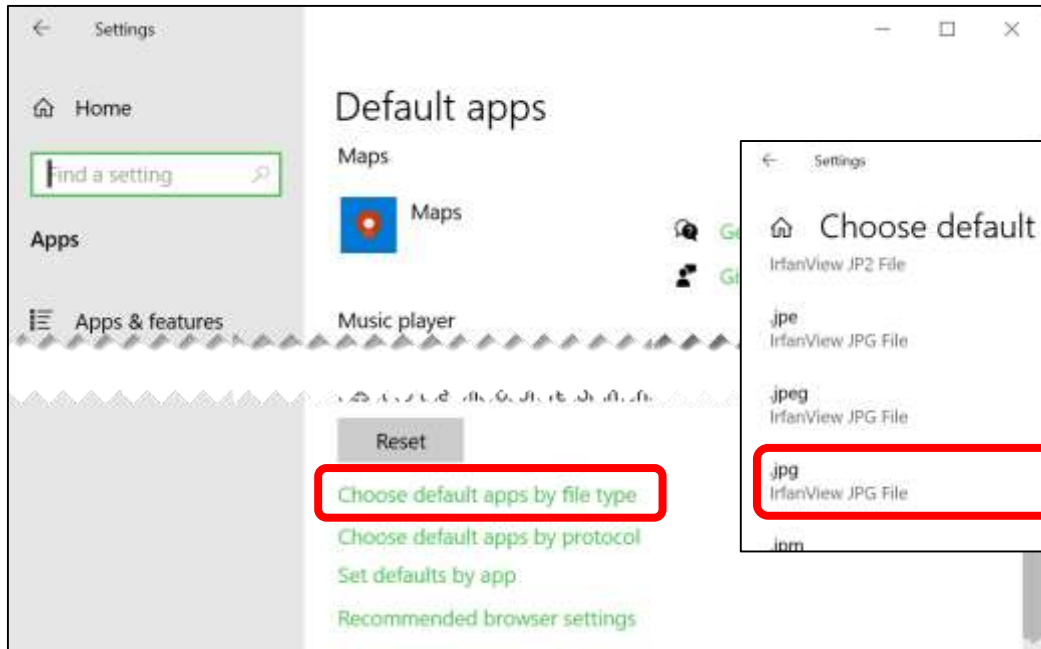 Settings
Home
Default apps
Find a setting
Maps
Maps
Apps
Apps & features
Music player
Reset
Choose default apps by file type
Choose default apps by protocol
Set defaults by app
Recommended browser settings
Settings
Choose default
IrfanView JP2 File
.jpe
IrfanView JPG File
.jpeg
IrfanView JPG File
.jpg
IrfanView JPG File
.jpm